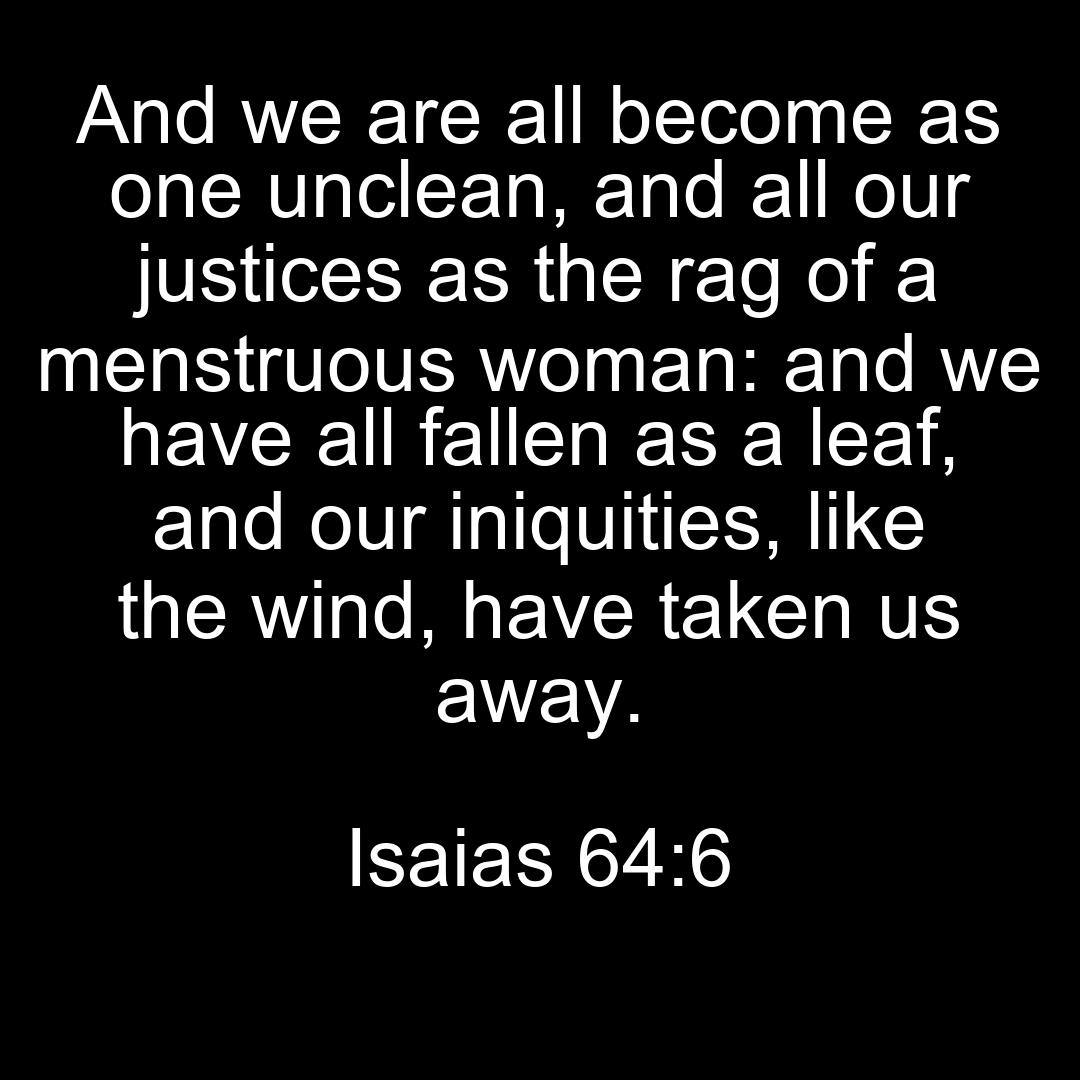 And we are all become as
one unclean, and all our
justices as the rag of a
menstruous woman: and we
have all fallen as a leaf,
and our iniquities, like
the wind, have taken us
away.
Isaias 64:6